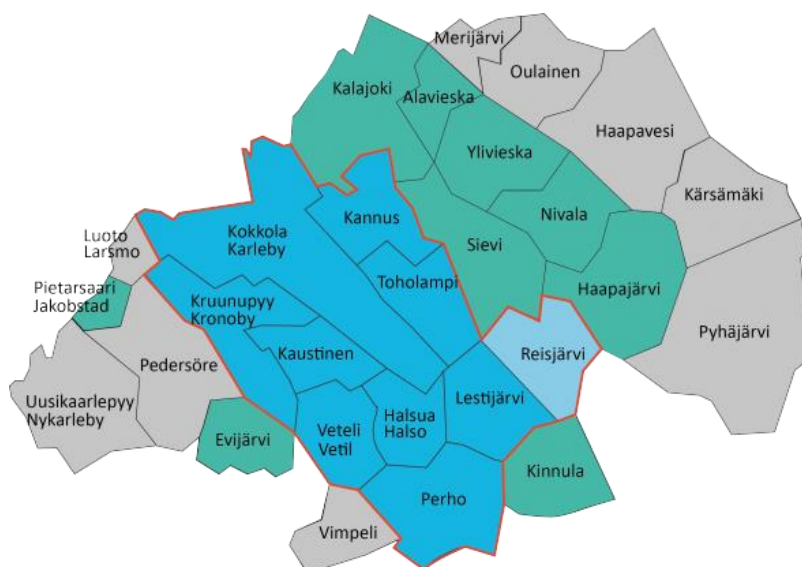 Merijärvi
Oulainen
Kalajoki
Alavieska
Haapavesi
Ylivieska
Kärsämäki
Kannus
Nivala
Kokkola
Karleby
Luoto
Larsmo
Sievi
Toholampi
Haapajärvi
Pietarsaari
Jakobstad
Kruunupyy
Kronoby
Pyhäjärvi
Kaustinen
Reisjärvi
Pedersöre
Uusikaarlepyy
Nykarleby
Lestijärvi
Halsua
Halso
Veteli
Vetil
Evijärvi
Kinnula
Perho
Vimpeli